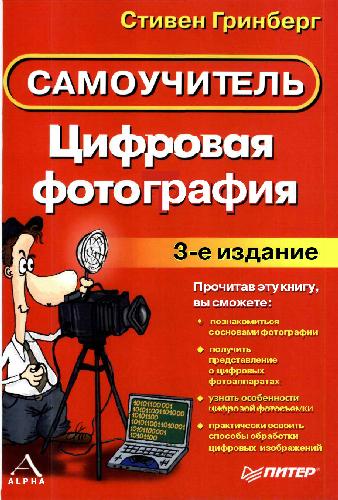 Стивен Гринберг
САМОУЧИТЕЛЬ
Цифровая
фотография
3-е издание
Прочитав эту книгу,
вы сможете:
познакомиться
с основами фотографии
получить
представление
о цифровых
фотоаппаратах
узнать особенности
цифровой фотосъемки
практически освоить
способы обработки
цифровых изображений
ALPHA
ПИТЕР